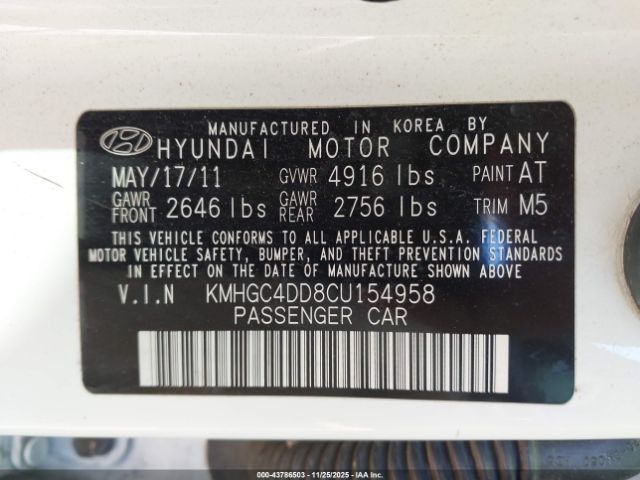 MANUFACTURED IN KOREA BY
HYUNDAI MOTOR COMPANY
MAY/17/11 GVWR 4916 lbs PAINT AT
GAWR FRONT 2646 lbs GAWR REAR 2756 lbs TRIM M5
THIS VEHICLE CONFORMS TO ALL APPLICABLE U.S.A. FEDERAL
MOTOR VEHICLE SAFETY, BUMPER, AND THEFT PREVENTION STANDARDS
IN EFFECT ON THE DATE OF MANUFACTURE SHOWN ABOVE.
V.I.N KMHGC4DD8CU154958
PASSENGER CAR
000-43786503 - 11/25/2025 - IAAI.COM